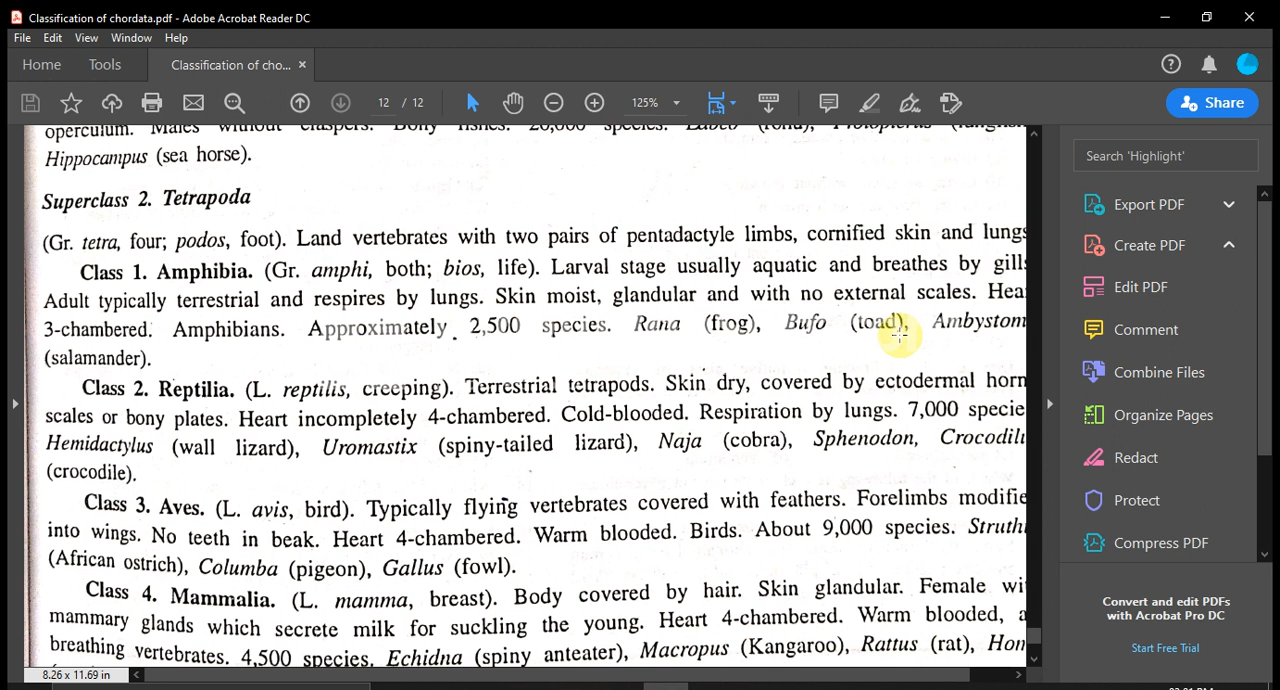 Classification of chordata.pdf - Adobe Acrobat Reader DC
File Edit View Window Help
Home Tools Classification of cho... ×
12 / 12 125% Share
Hippocampus (sea horse).
Superclass 2. Tetrapoda
(Gr. tetra, four; podos, foot). Land vertebrates with two pairs of pentadactyle limbs, cornified skin and lungs
Class 1. Amphibia. (Gr. amphi, both; bios, life). Larval stage usually aquatic and breathes by gill
Adult typically terrestrial and respires by lungs. Skin moist, glandular and with no external scales. Hea
3-chambered. Amphibians. Approximately 2,500 species. Rana (frog), Bufo (toad), Ambystom
(salamander).
Class 2. Reptilia. (L. reptilis, creeping). Terrestrial tetrapods. Skin dry, covered by ectodermal horn
scales or bony plates. Heart incompletely 4-chambered. Cold-blooded. Respiration by lungs. 7,000 specie
Hemidactylus (wall lizard), Uromastix (spiny-tailed lizard), Naja (cobra), Sphenodon, Crocodil
(crocodile).
Class 3. Aves. (L. avis, bird). Typically flying vertebrates covered with feathers. Forelimbs modifie
into wings. No teeth in beak. Heart 4-chambered. Warm blooded. Birds. About 9,000 species. Struth
(African ostrich), Columba (pigeon), Gallus (fowl).
Class 4. Mammalia. (L. mamma, breast). Body covered by hair. Skin glandular. Female wi
mammary glands which secrete milk for suckling the young. Heart 4-chambered. Warm blooded, a
breathing vertebrates. 4,500 species. Echidna (spiny anteater), Macropus (Kangaroo), Rattus (rat), Hon
8.26 x 11.69 in
Search 'Highlight'
Export PDF
Create PDF
Edit PDF
Comment
Combine Files
Organize Pages
Redact
Protect
Compress PDF
Convert and edit PDFs
with Acrobat Pro DC
Start Free Trial